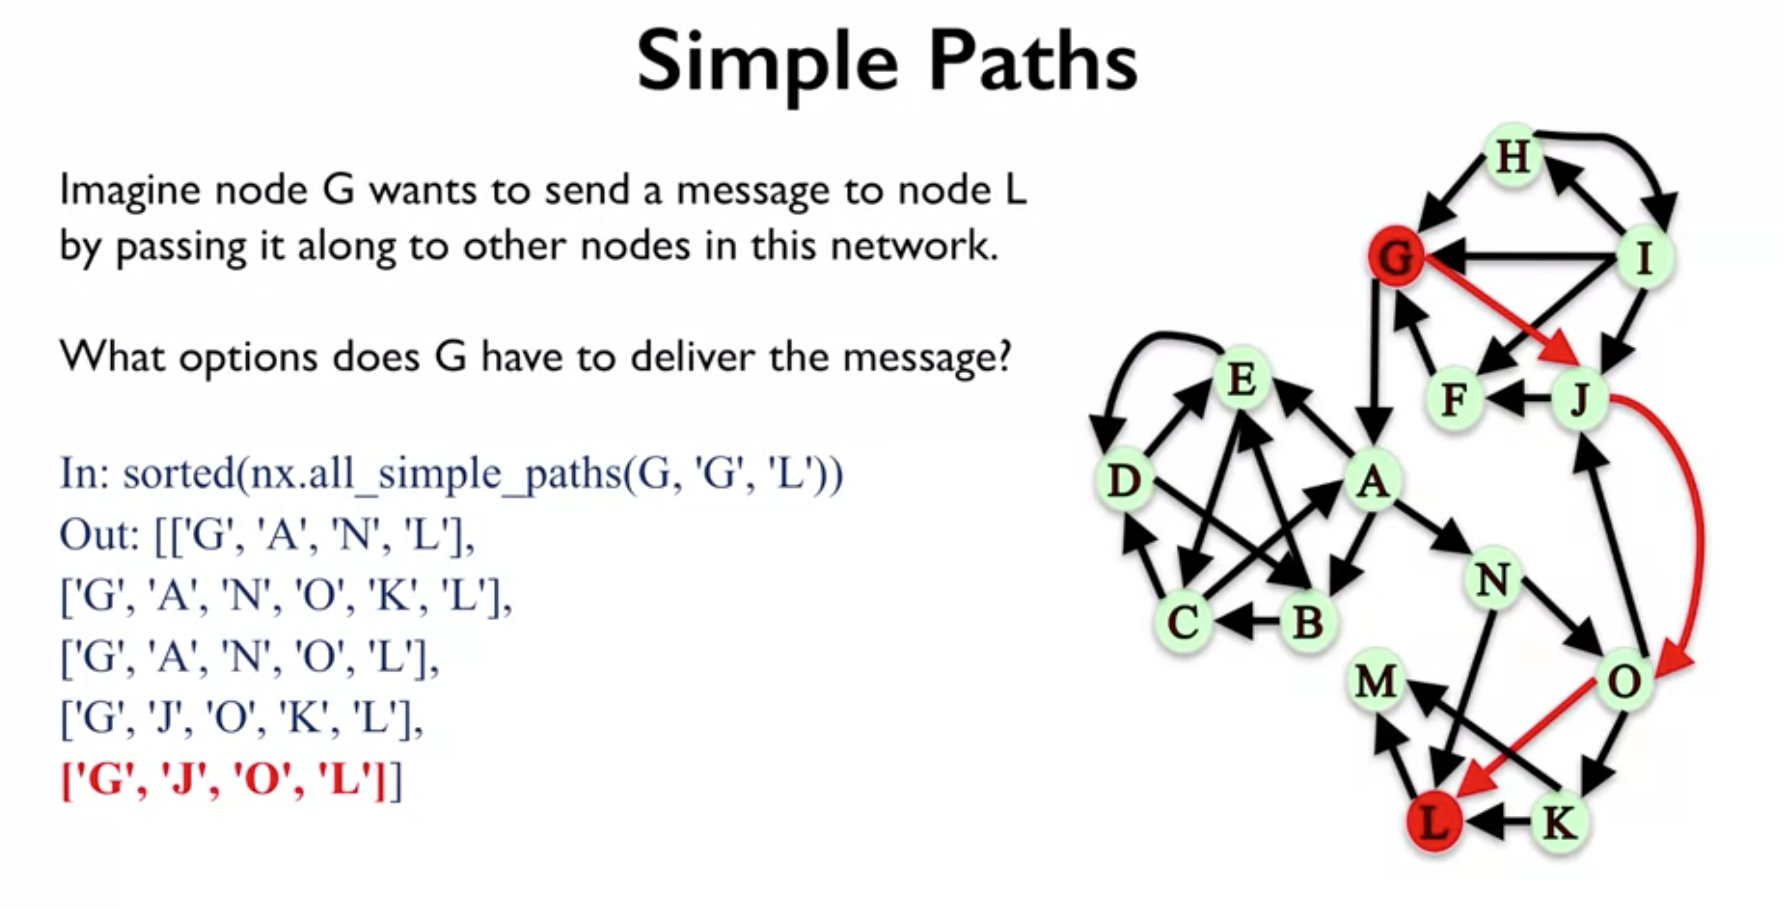 Simple Paths
Imagine node G wants to send a message to node L
by passing it along to other nodes in this network.
What options does G have to deliver the message?
In: sorted(nx.all_simple_paths(G, 'G', 'L'))
Out: [['G', 'A', 'N', 'L'],
['G', 'A', 'N', 'O', 'K', 'L'],
['G', 'A', 'N', 'O', 'L'],
['G', 'J', 'O', 'K', 'L'],
['G', 'J', 'O', 'L']]
H
G
I
E
F
J
D
A
N
C
B
M
O
L
K